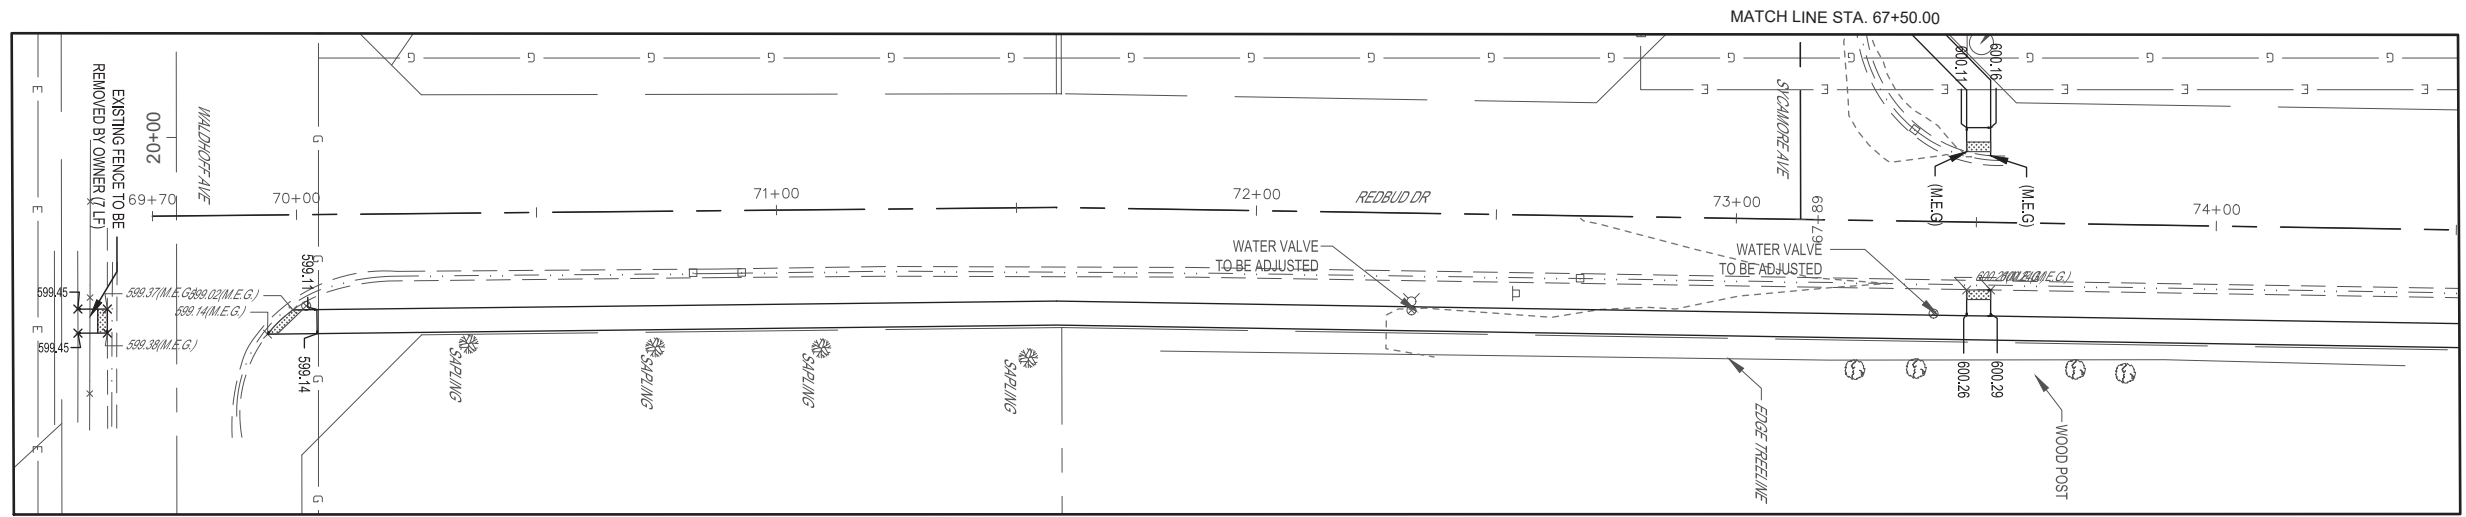 MATCH LINE STA. 67+50.00
G G G G G G G G G G G G G G G G G G
E E E E E E E
E
E
E
E
G
G
G
G
EXISTING FENCE TO BE
REMOVED BY OWNER (7 LF)
20+00
WALDHOFF AVE
SYCAMORE AVE
600.11
600.16
(M.E.G)
(M.E.G)
69+70
70+00
71+00
72+00
REDBUD DR
73+00
68+79
74+00
WATER VALVE
TO BE ADJUSTED
WATER VALVE
TO BE ADJUSTED
599.45
599.37(M.E.G.)
599.02(M.E.G.)
599.11
599.14(M.E.G.)
599.45
599.38(M.E.G.)
599.14
SAPLING
SAPLING
SAPLING
SAPLING
600.26
600.29
EDGE TREELINE
WOOD POST